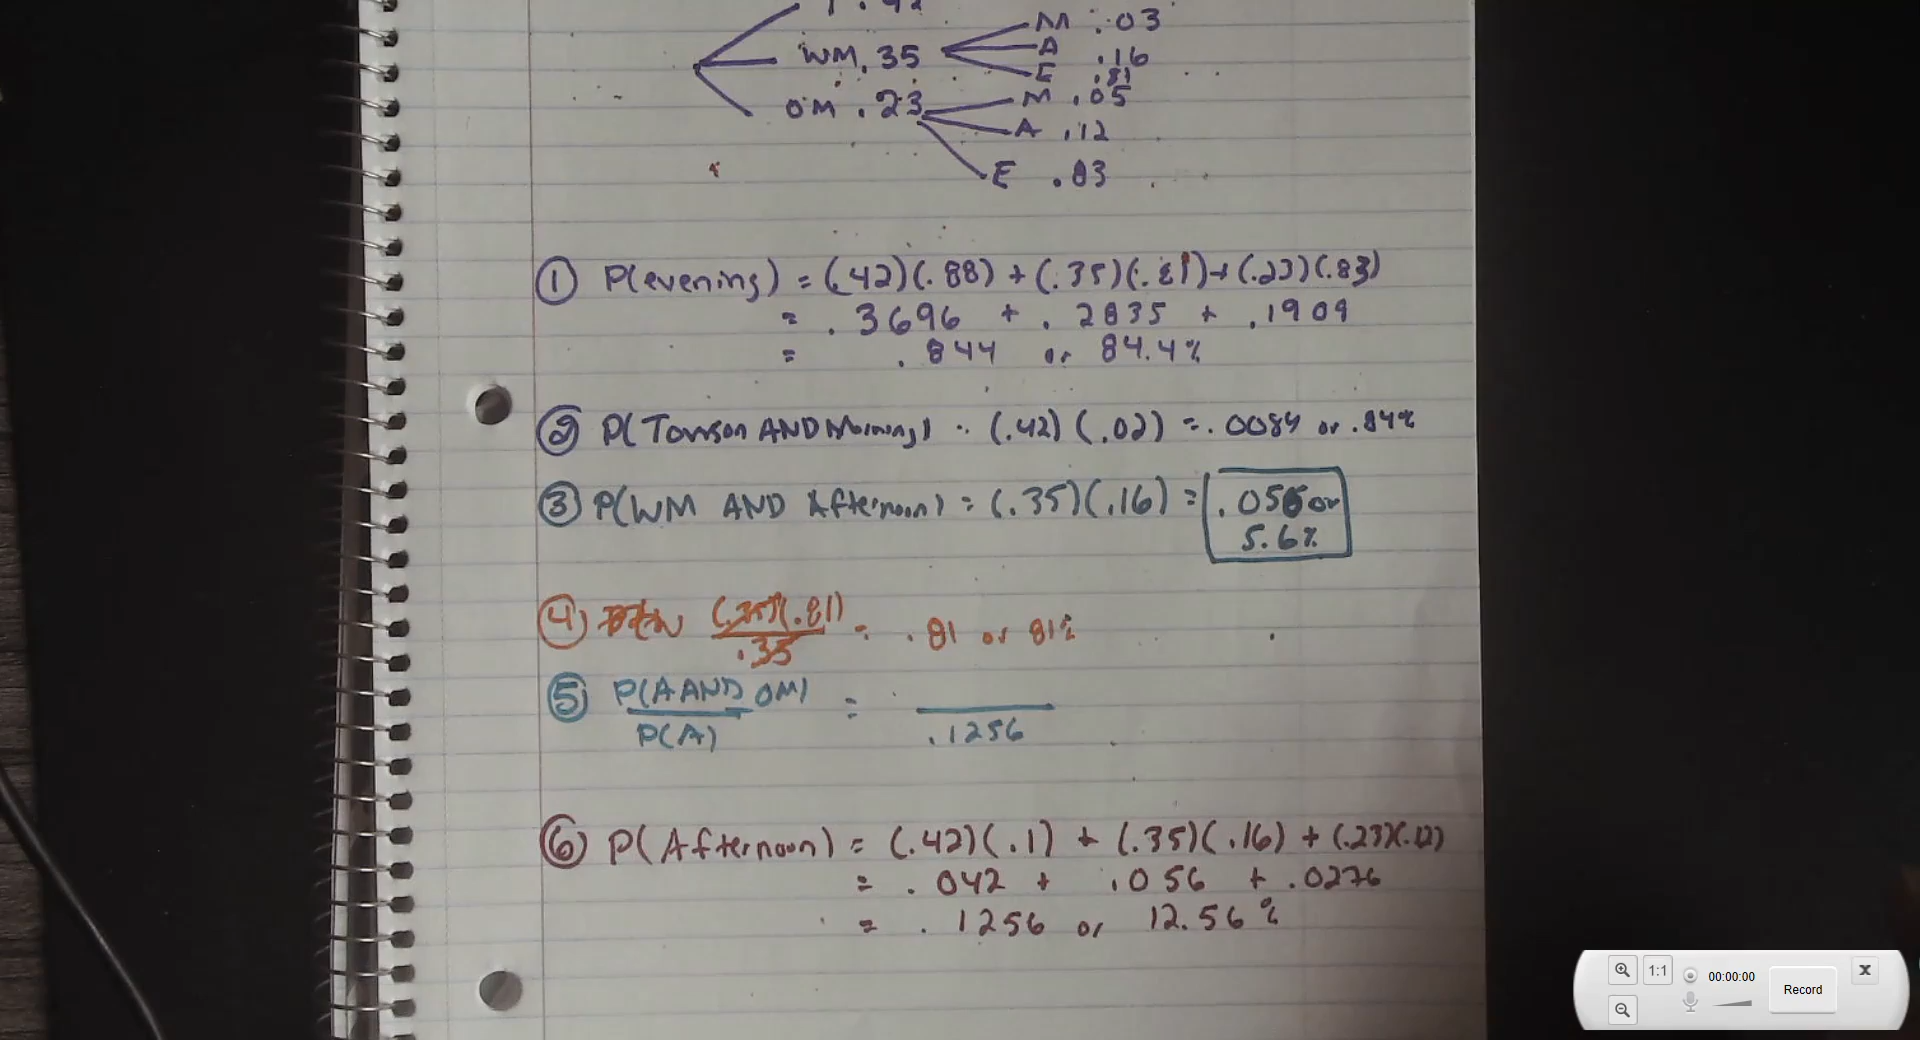 T .42
M .03
WM .35 A .16
E .81
OM .23 M .05
A .12
E .83
① P(evening) = (.42)(.88) + (.35)(.81) + (.23)(.83)
= .3696 + .2835 + .1909
= .844 or 84.4%
② P(Towson AND Morning) = (.42)(.02) = .0084 or .84%
③ P(WM AND Afternoon) = (.35)(.16) = .056 or
5.6%
④ (.35)(.81) = .81 or 81%
.35
⑤ P(A AND OM) =
P(A) .1256
⑥ P(Afternoon) = (.42)(.1) + (.35)(.16) + (.23)(.12)
= .042 + .056 + .0276
= .1256 or 12.56%
1:1 00:00:00 Record x